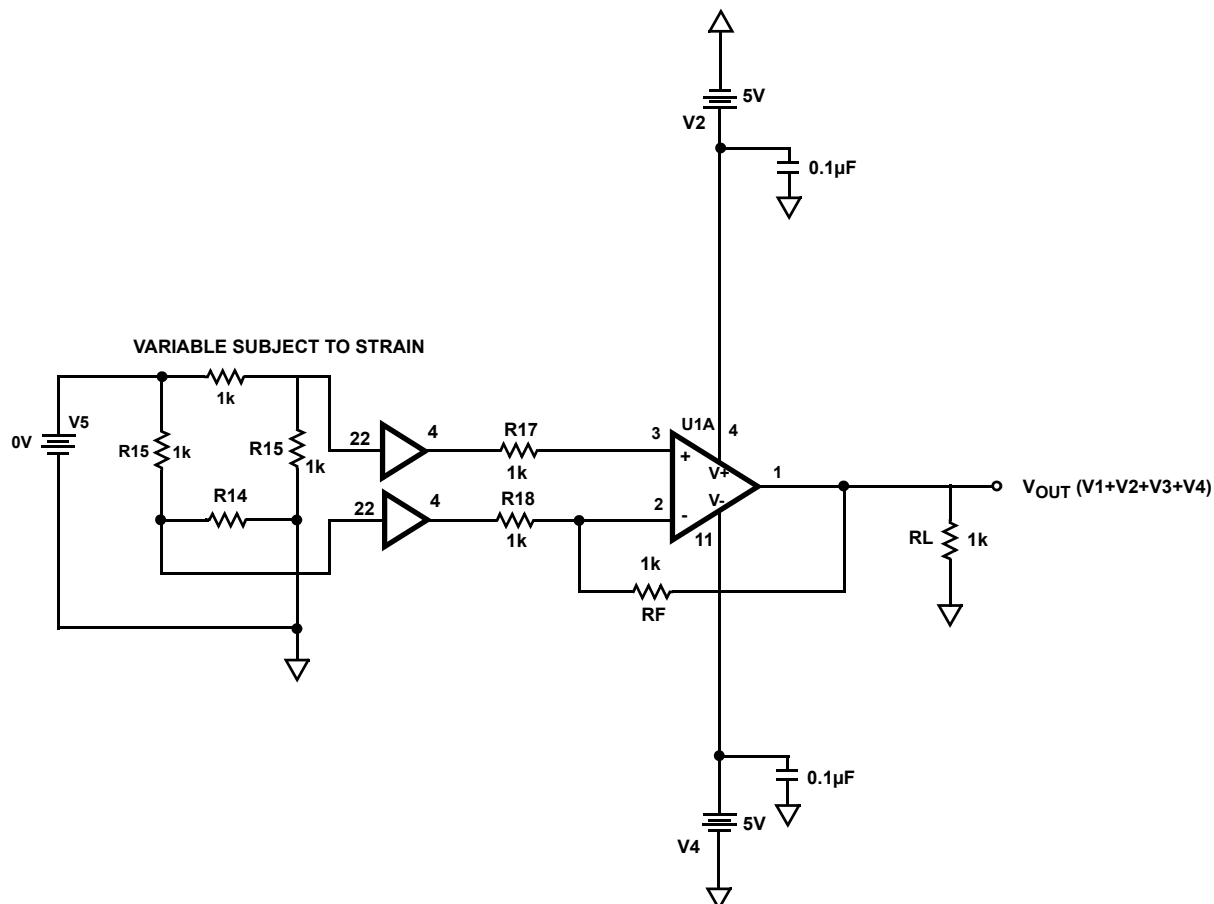 5V
V2
0.1µF
VARIABLE SUBJECT TO STRAIN
1k
V5
0V
R15
1k
R15
1k
R14
22
4
R17
1k
22
4
R18
1k
3
+
U1A
4
V+
2
-
V-
11
1
VOUT (V1+V2+V3+V4)
RL
1k
1k
RF
0.1µF
5V
V4